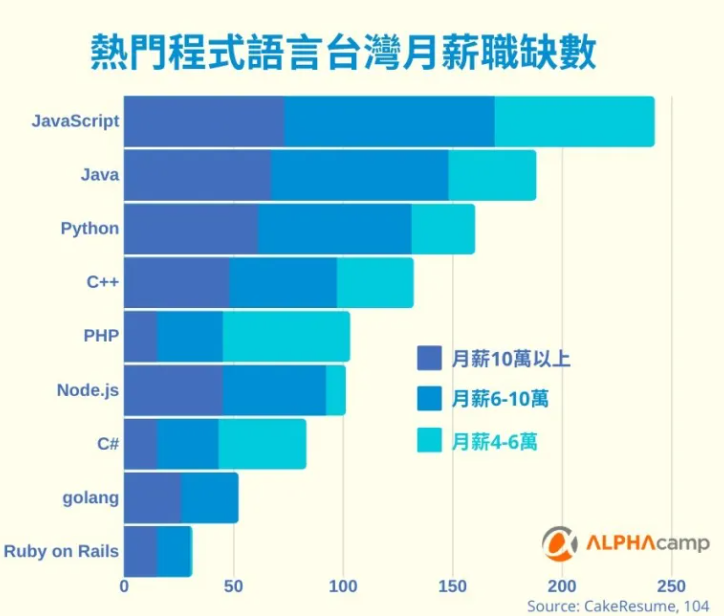 熱門程式語言台灣月薪職缺數
JavaScript
Java
Python
C++
PHP
月薪10萬以上
Node.js
月薪6-10萬
C#
月薪4-6萬
golang
Ruby on Rails
ALPHAcamp
0 50 100 150 200 250
Source: CakeResume, 104